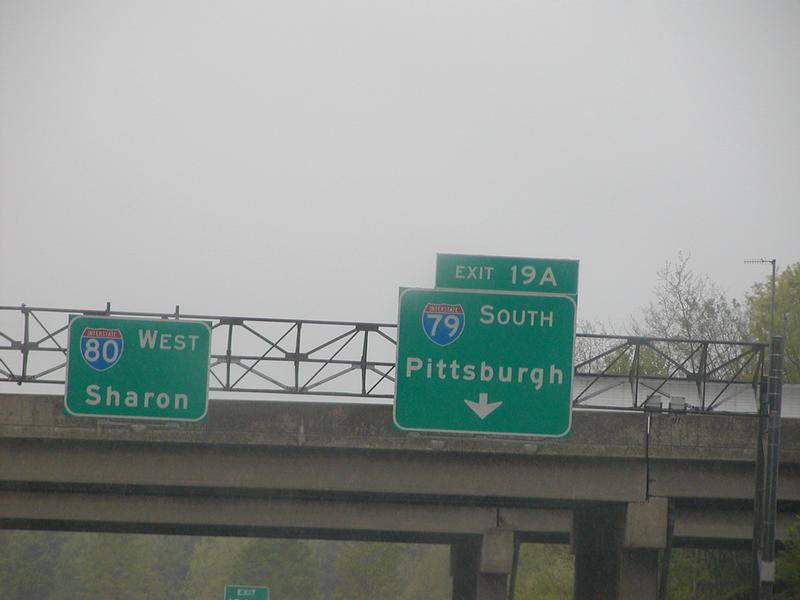 EXIT 19A
INTERSTATE
80 WEST
Sharon
INTERSTATE
79 SOUTH
Pittsburgh
EXIT